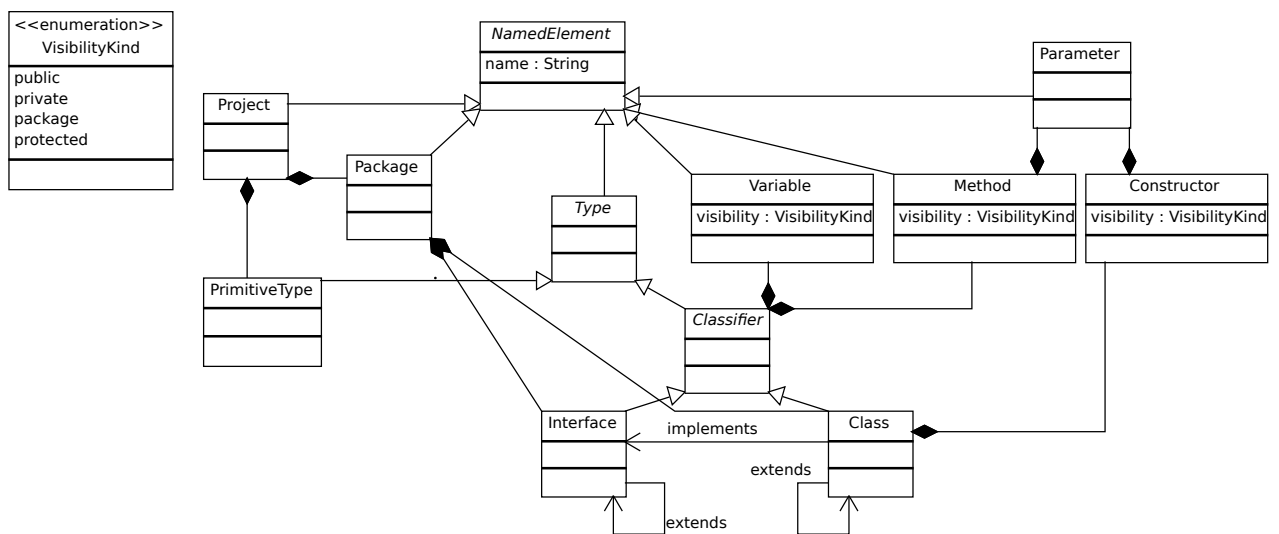 <<enumeration>>
VisibilityKind
public
private
package
protected
NamedElement
name : String
Parameter
Project
Package
Type
Variable
visibility : VisibilityKind
Method
visibility : VisibilityKind
Constructor
visibility : VisibilityKind
PrimitiveType
Classifier
Interface
implements
Class
extends
extends